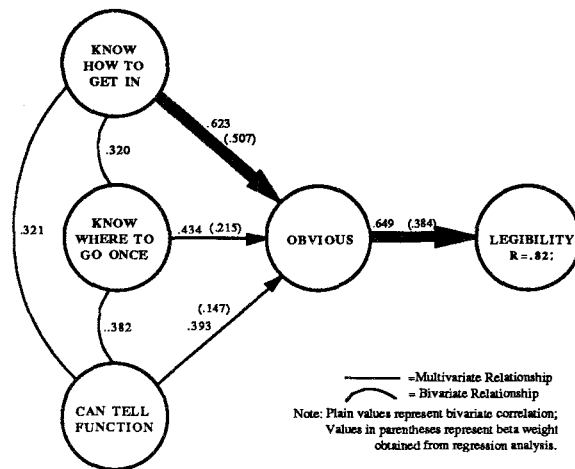 KNOW
HOW TO
GET IN
.623
(.507)
.320
.321
KNOW
WHERE TO
GO ONCE
.434 (.215)
OBVIOUS
.649 (.384)
LEGIBILITY
R=.82;
(.147)
.393
.382
CAN TELL
FUNCTION
=Multivariate Relationship
= Bivariate Relationship
Note: Plain values represent bivariate correlation;
Values in parentheses represent beta weight
obtained from regression analysis.